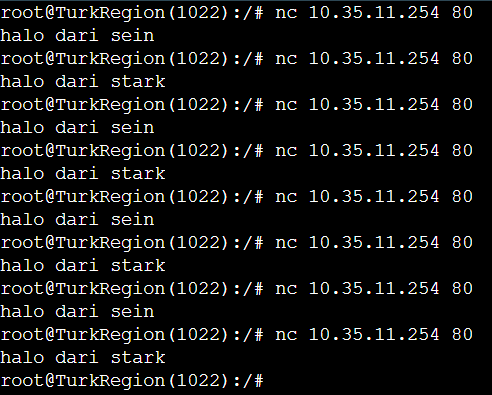 root@TurkRegion(1022):/# nc 10.35.11.254 80
halo dari sein
root@TurkRegion(1022):/# nc 10.35.11.254 80
halo dari stark
root@TurkRegion(1022):/# nc 10.35.11.254 80
halo dari sein
root@TurkRegion(1022):/# nc 10.35.11.254 80
halo dari stark
root@TurkRegion(1022):/# nc 10.35.11.254 80
halo dari sein
root@TurkRegion(1022):/# nc 10.35.11.254 80
halo dari stark
root@TurkRegion(1022):/# nc 10.35.11.254 80
halo dari sein
root@TurkRegion(1022):/# nc 10.35.11.254 80
halo dari stark
root@TurkRegion(1022):/#